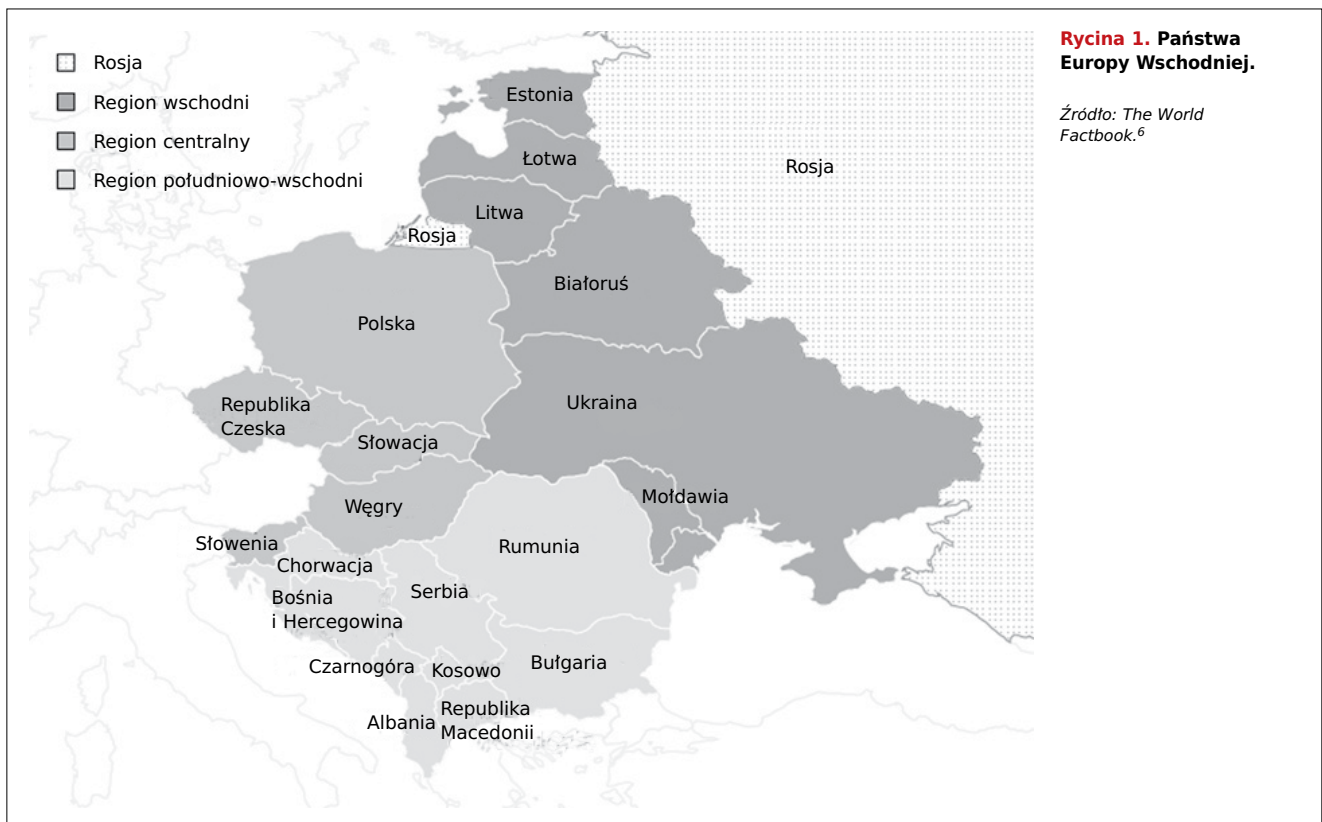 Rosja
Region wschodni
Region centralny
Region południowo-wschodni
Rycina 1. Państwa
Europy Wschodniej.
Źródło: The World
Factbook.6
Estonia
Łotwa
Rosja
Litwa
Rosja
Białoruś
Polska
Republika
Czeska
Ukraina
Słowacja
Mołdawia
Węgry
Słowenia
Rumunia
Chorwacja
Serbia
Bośnia
i Hercegowina
Czarnogóra
Kosowo
Bułgaria
Albania
Republika
Macedonii